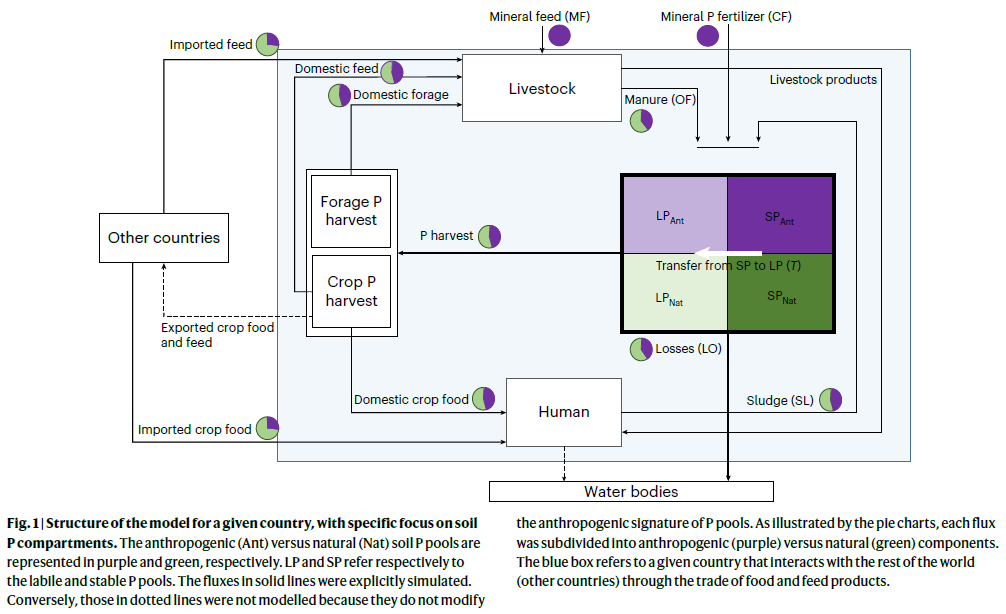 Mineral feed (MF)
Mineral P fertilizer (CF)
Imported feed
Domestic feed
Domestic forage
Livestock
Livestock products
Manure (OF)
Forage P
harvest
Other countries
P harvest
LPAnt
SPAnt
Transfer from SP to LP (T)
LPNat
SPNat
Crop P
harvest
Exported crop food
and feed
Losses (LO)
Domestic crop food
Human
Sludge (SL)
Imported crop food
Water bodies
Fig. 1 | Structure of the model for a given country, with specific focus on soil
P compartments. The anthropogenic (Ant) versus natural (Nat) soil P pools are
represented in purple and green, respectively. LP and SP refer respectively to
the labile and stable P pools. The fluxes in solid lines were explicitly simulated.
Conversely, those in dotted lines were not modelled because they do not modify
the anthropogenic signature of P pools. As illustrated by the pie charts, each flux
was subdivided into anthropogenic (purple) versus natural (green) components.
The blue box refers to a given country that interacts with the rest of the world
(other countries) through the trade of food and feed products.